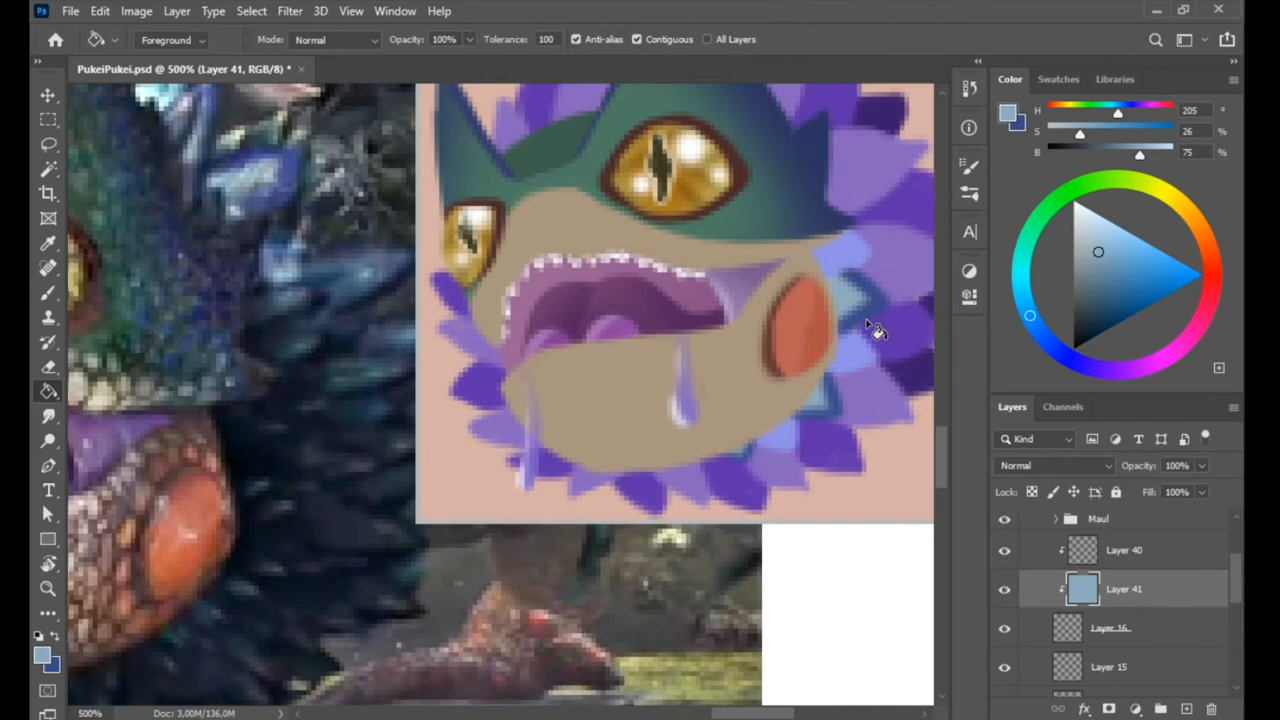 Ps File Edit Image Layer Type Select Filter 3D View Window Help
Foreground Mode: Normal Opacity: 100% Tolerance: 100 Anti-alias Contiguous All Layers
PukeiPukei.psd @ 500% (Layer 41, RGB/8) * ×
Color Swatches Libraries
H 205 °
S 26 %
B 75 %
Layers Channels
Kind
Normal Opacity: 100%
Lock: Fill: 100%
Maul
Layer 40
Layer 41
Layer 16
Layer 15
500% Doc: 3,00M/136,0M